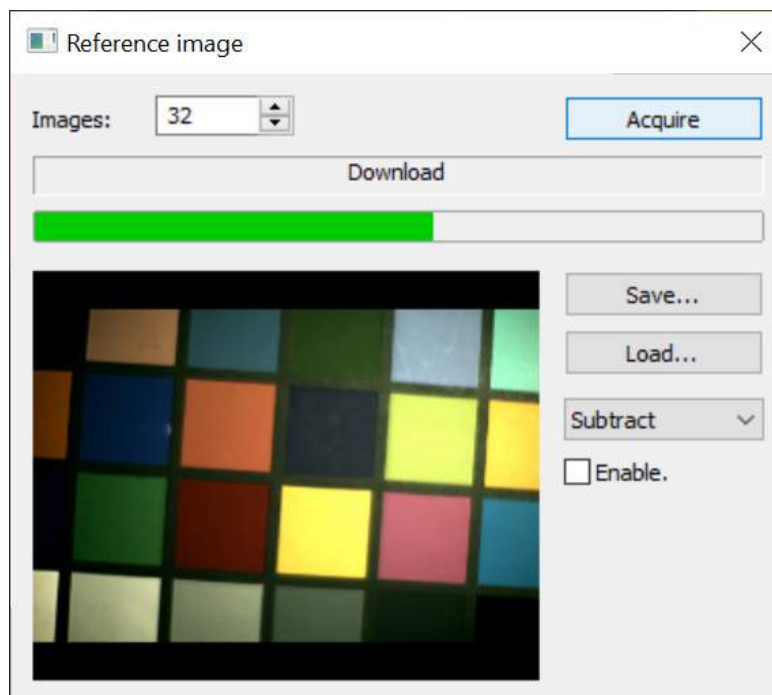 Reference image
Images: 32 Acquire
Download
Save...
Load...
Subtract
Enable.